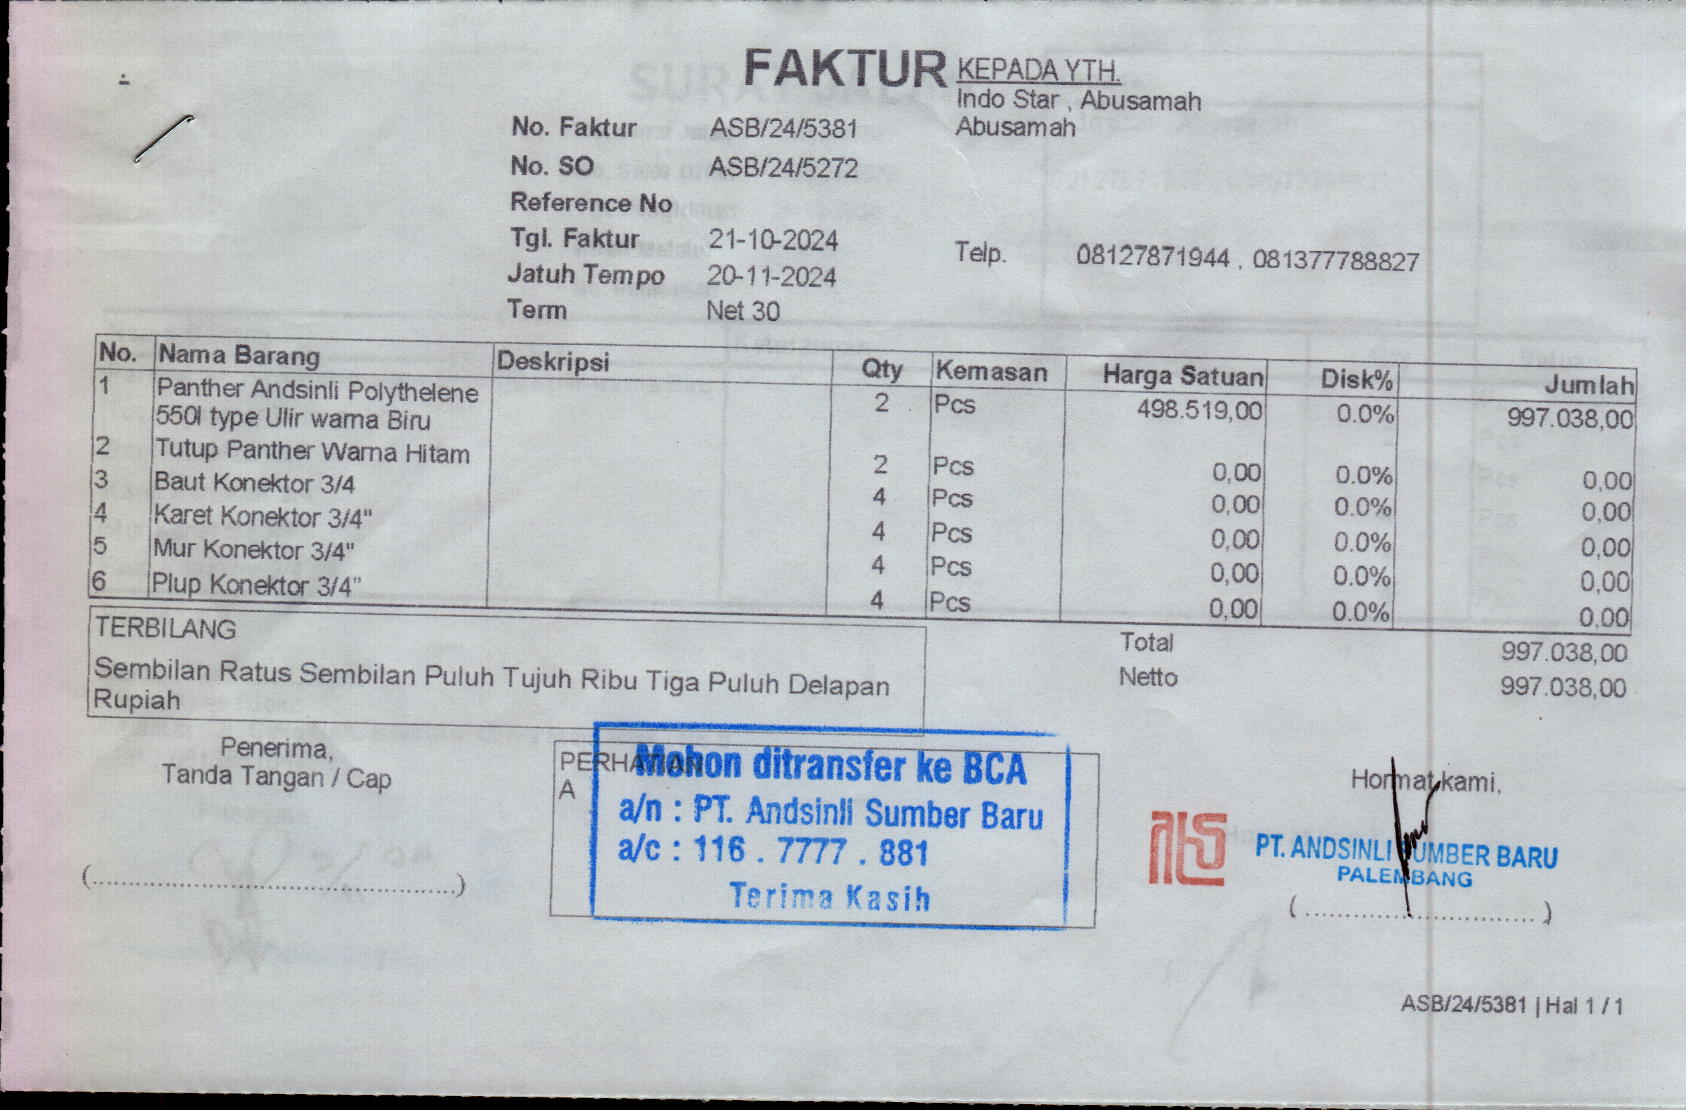 FAKTUR
KEPADA YTH.
Indo Star , Abusamah
Abusamah
No. Faktur ASB/24/5381
No. SO ASB/24/5272
Reference No
Tgl. Faktur 21-10-2024
Jatuh Tempo 20-11-2024
Term Net 30
Telp. 08127871944 , 081377788827
No. Nama Barang Deskripsi Qty Kemasan Harga Satuan Disk% Jumlah
1 Panther Andsinli Polythelene 2 Pcs 498.519,00 0.0% 997.038,00
550l type Ulir warna Biru
2 Tutup Panther Warna Hitam 2 Pcs 0,00 0.0% 0,00
3 Baut Konektor 3/4 4 Pcs 0,00 0.0% 0,00
4 Karet Konektor 3/4" 4 Pcs 0,00 0.0% 0,00
5 Mur Konektor 3/4" 4 Pcs 0,00 0.0% 0,00
6 Plup Konektor 3/4" 4 Pcs 0,00 0.0% 0,00
TERBILANG
Sembilan Ratus Sembilan Puluh Tujuh Ribu Tiga Puluh Delapan
Rupiah
Total 997.038,00
Netto 997.038,00
Penerima,
Tanda Tangan / Cap
(..............................................)
PERHATIAN
A
Mohon ditransfer ke BCA
a/n : PT. Andsinli Sumber Baru
a/c : 116 . 7777 . 881
Terima Kasih
Hormat kami,
PT. ANDSINLI SUMBER BARU
PALEMBANG
( ................................ )
ASB/24/5381 | Hal 1 / 1